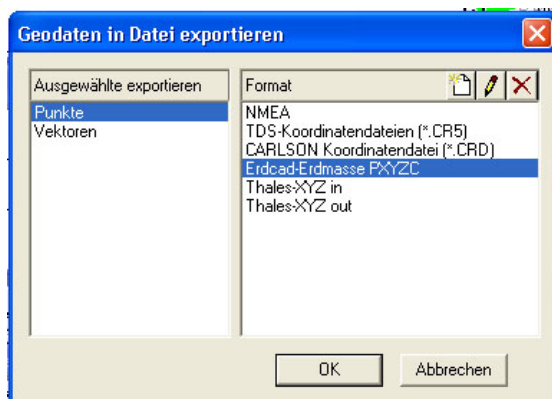 Geodaten in Datei exportieren
Ausgewählte exportieren
Punkte
Vektoren
Format
NMEA
TDS-Koordinatendateien (*.CR5)
CARLSON Koordinatendatei (*.CRD)
Erdcad-Erdmasse PXYZC
Thales-XYZ in
Thales-XYZ out
OK
Abbrechen